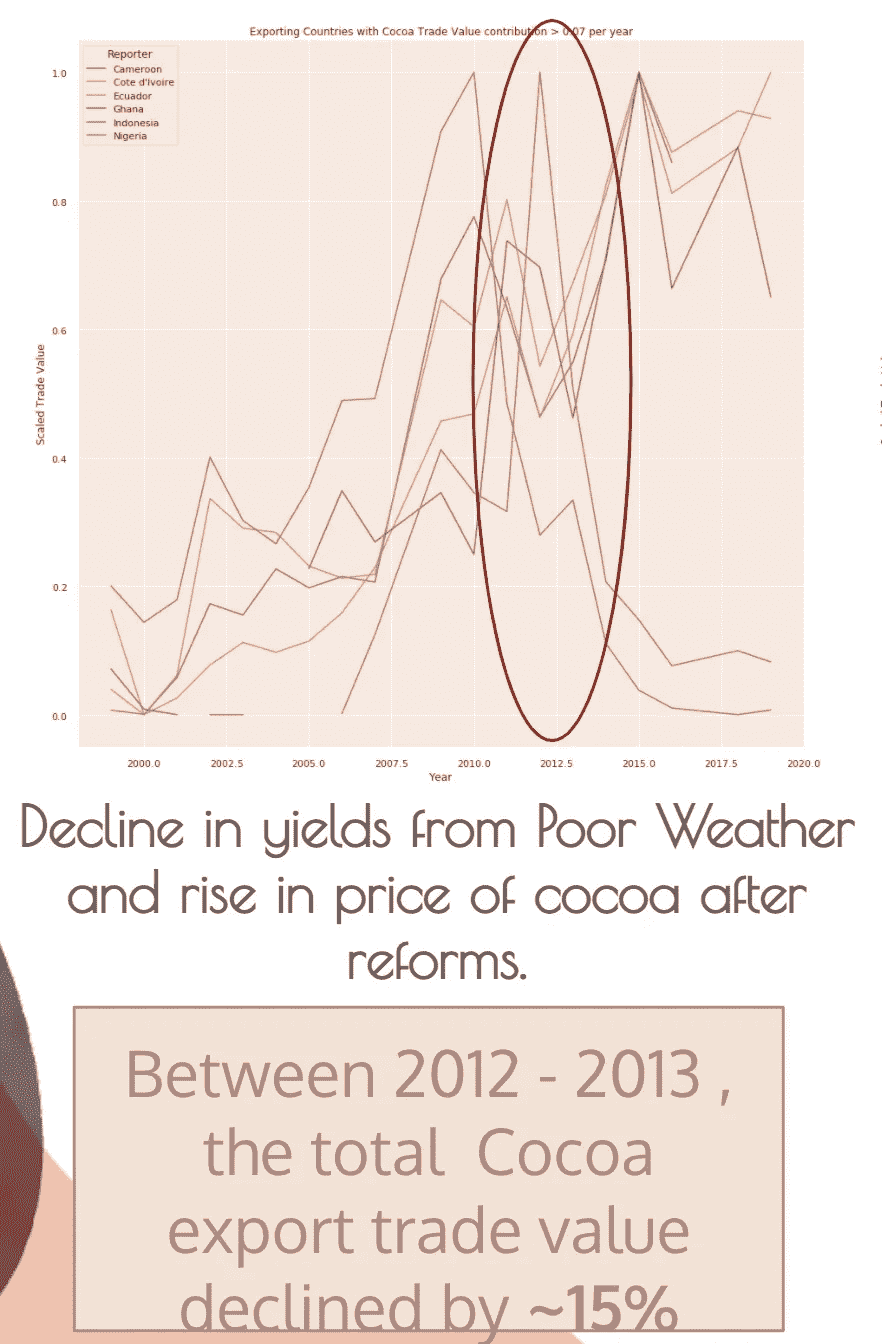 Exporting Countries with Cocoa Trade Value contribution > 0.07 per year
Reporter
Cameroon
Cote d'Ivoire
Ecuador
Ghana
Indonesia
Nigeria
1.0
0.8
0.6
0.4
0.2
0.0
Scaled Trade Value
2000.0 2002.5 2005.0 2007.5 2010.0 2012.5 2015.0 2017.5 2020.0
Year
Decline in yields from Poor Weather
and rise in price of cocoa after
reforms.
Between 2012 - 2013 ,
the total Cocoa
export trade value
declined by ~15%